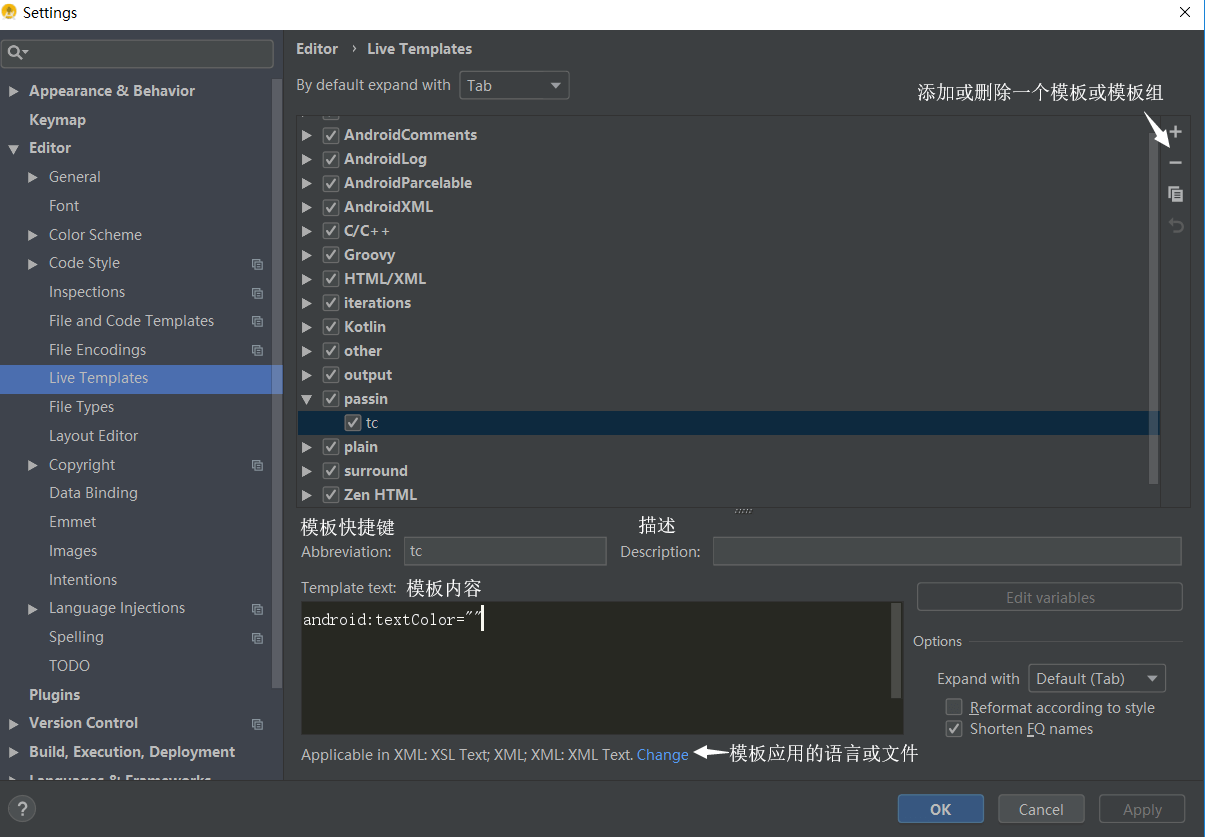 Settings
Editor › Live Templates
By default expand with Tab
添加或删除一个模板或模板组
Appearance & Behavior
Keymap
Editor
General
Font
Color Scheme
Code Style
Inspections
File and Code Templates
File Encodings
Live Templates
File Types
Layout Editor
Copyright
Data Binding
Emmet
Images
Intentions
Language Injections
Spelling
TODO
Plugins
Version Control
Build, Execution, Deployment
Languages & Frameworks
AndroidComments
AndroidLog
AndroidParcelable
AndroidXML
C/C++
Groovy
HTML/XML
iterations
Kotlin
other
output
passin
tc
plain
surround
Zen HTML
模板快捷键 描述
Abbreviation: tc Description:
Template text: 模板内容
android:textColor=""
Edit variables
Options
Expand with Default (Tab)
Reformat according to style
Shorten FQ names
Applicable in XML: XSL Text; XML; XML: XML Text. Change 模板应用的语言或文件
? OK Cancel Apply